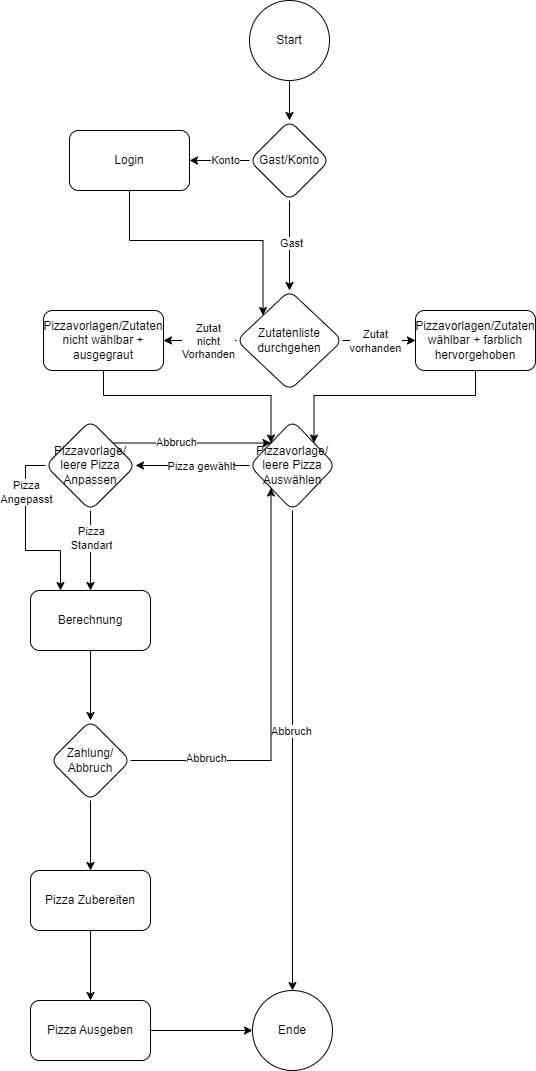 Start
Gast/Konto
Konto
Login
Gast
Zutatenliste
durchgehen
Zutat
nicht
Vorhanden
Zutat
vorhanden
Pizzavorlagen/Zutaten
nicht wählbar +
ausgegraut
Pizzavorlagen/Zutaten
wählbar + farblich
hervorgehoben
Pizzavorlage/
leere Pizza
Anpassen
Abbruch
Pizza gewählt
Pizzavorlage/
leere Pizza
Auswählen
Pizza
Angepasst
Pizza
Standart
Berechnung
Zahlung/
Abbruch
Abbruch
Abbruch
Pizza Zubereiten
Pizza Ausgeben
Ende